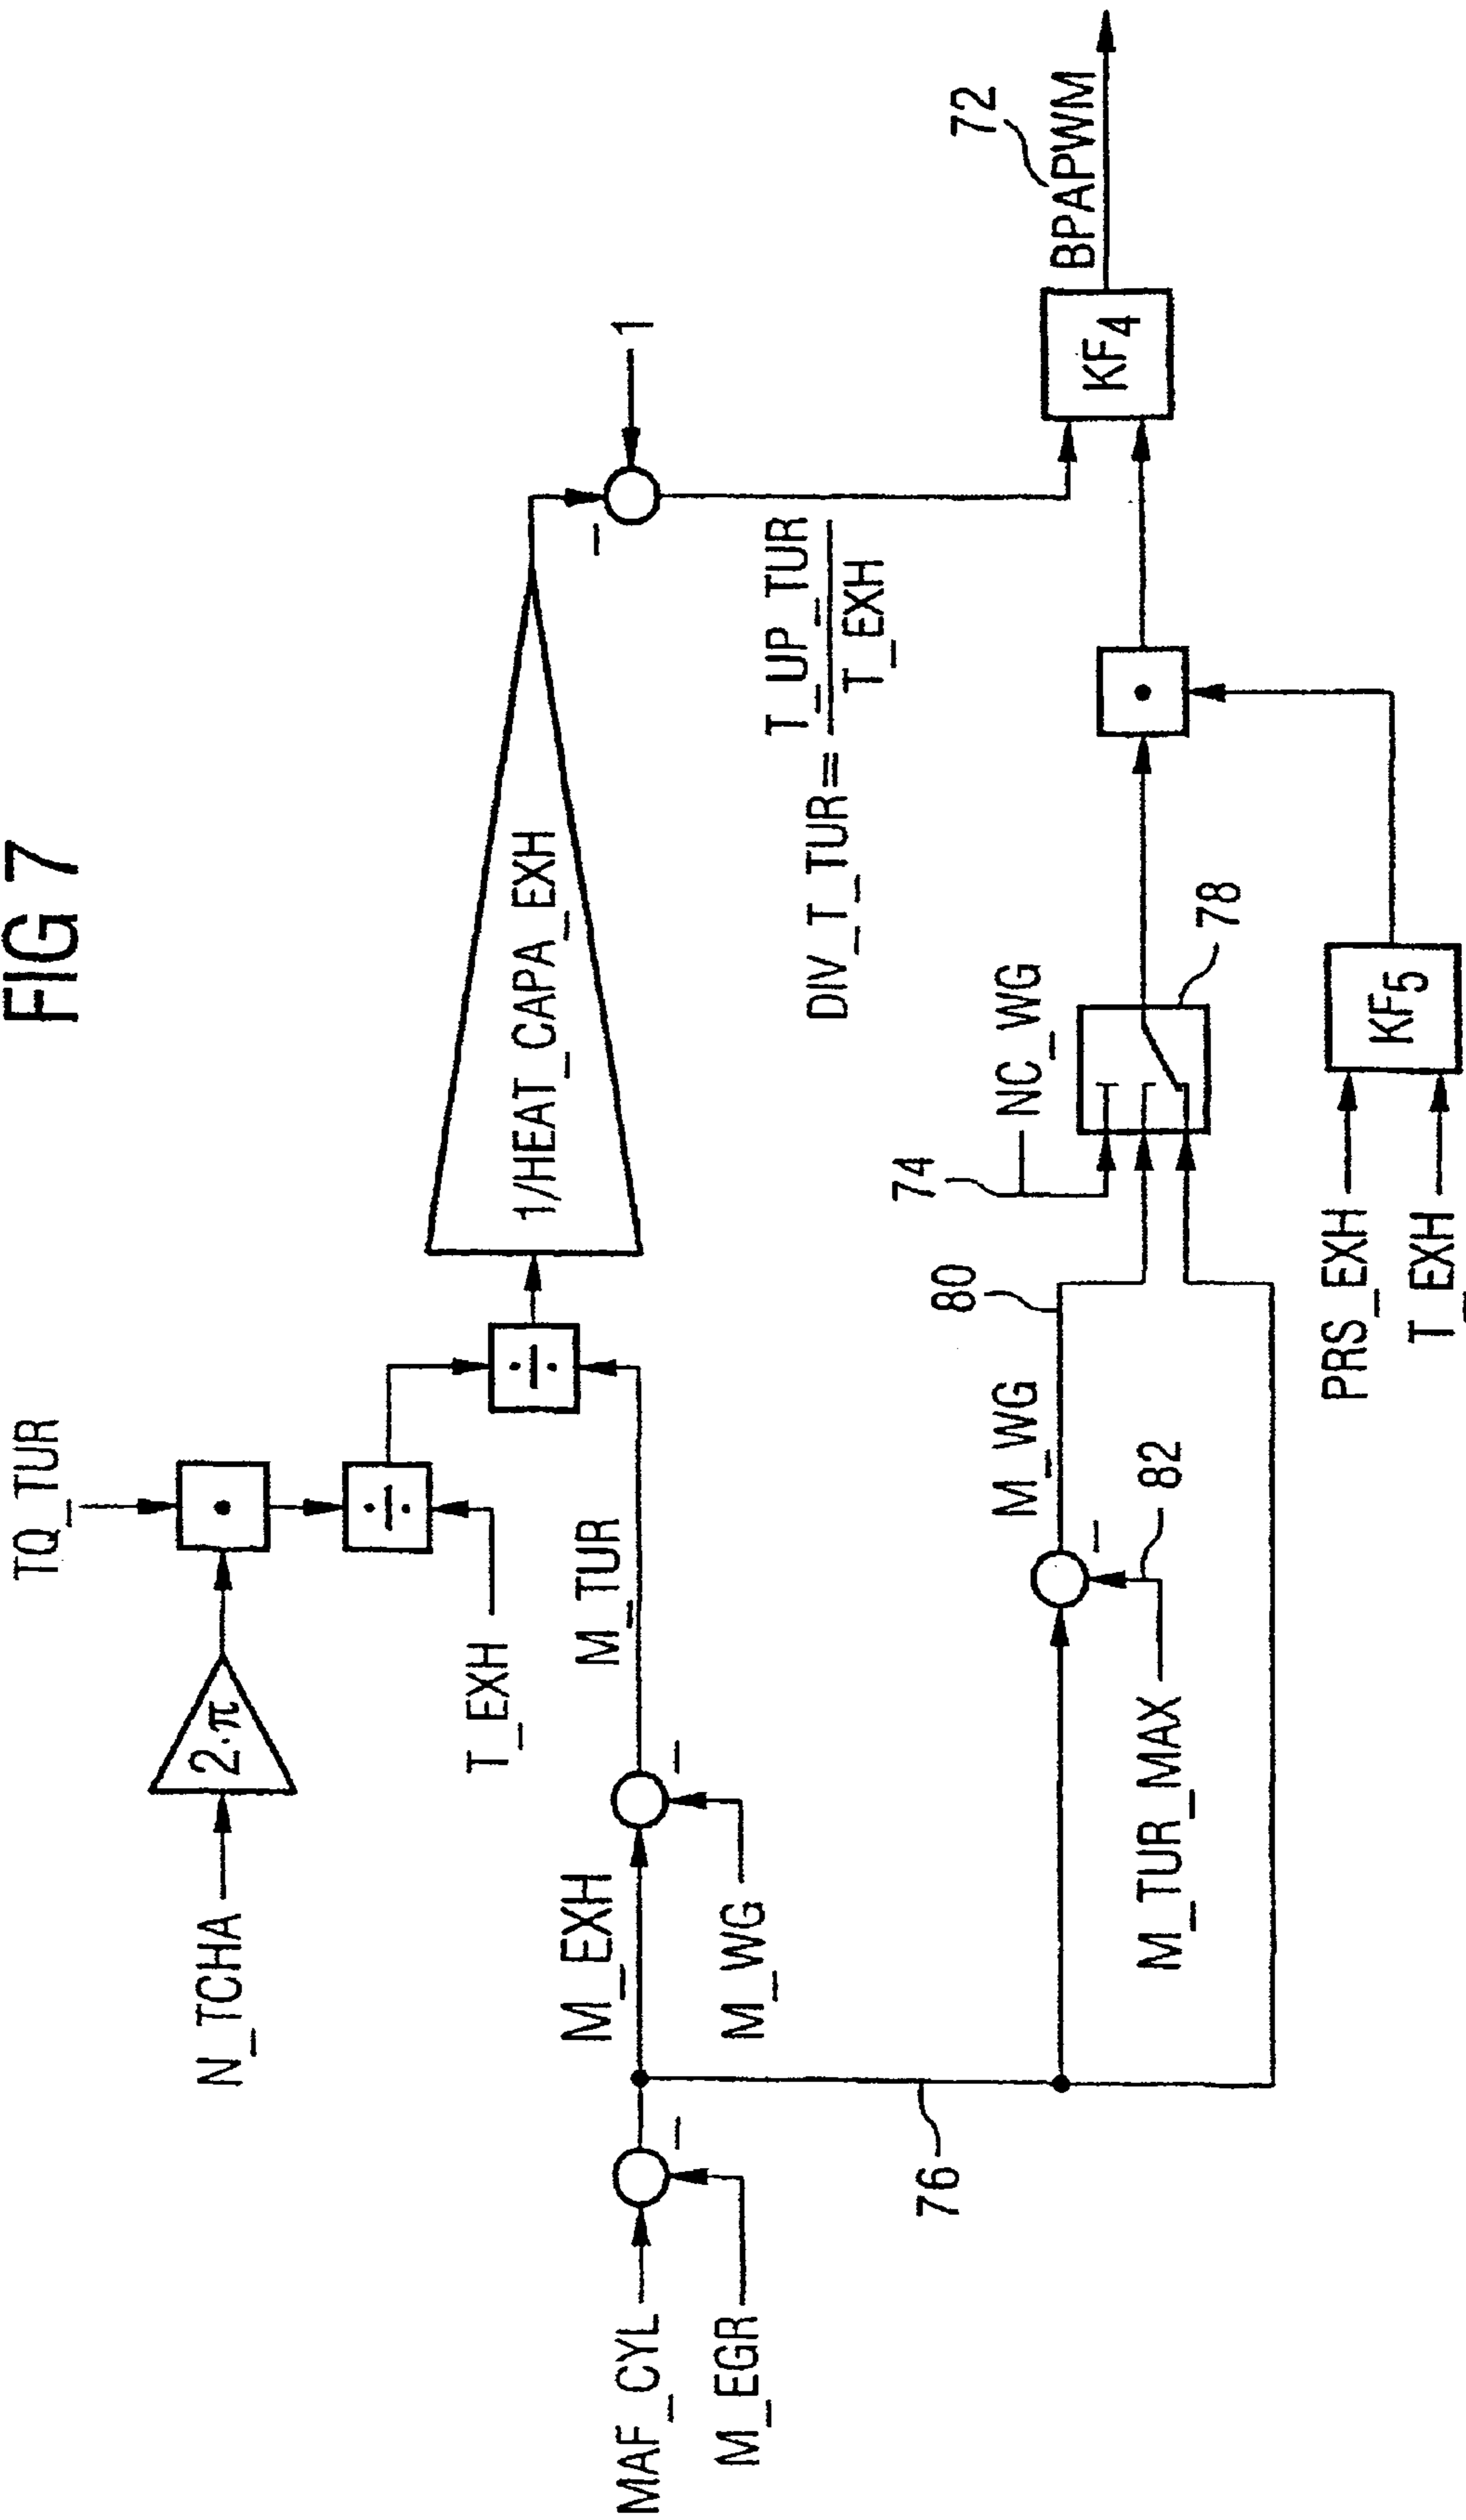 FIG 7
TQ_TUR
N_TCHA
2·π
T_EXH
1/HEAT_CAPA_EXH
1
M_TUR
MAF_CYL
M_EXH
M_EGR
M_WG
DIV_T_TUR= T_UP_TUR
T_EXH
76
80
74
72
M_WG
NC_WG
BPAPWM
KF4
M_TUR_MAX
82
78
PRS_EXH
KF5
T_EXH